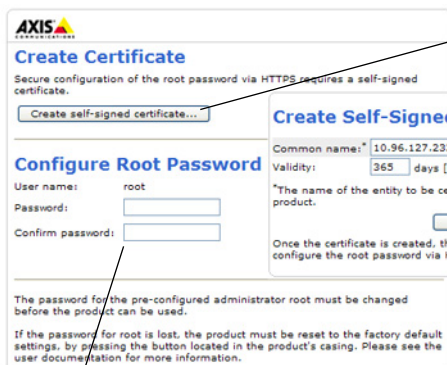 AXIS
COMMUNICATIONS
Create Certificate
Secure configuration of the root password via HTTPS requires a self-signed
certificate.
Create self-signed certificate...
Create Self-Signed
Common name:* 10.96.127.23
Validity: 365 days
*The name of the entity to be
product.
Once the certificate is created,
configure the root password via
Configure Root Password
User name: root
Password:
Confirm password:
The password for the pre-configured administrator root must be changed
before the product can be used.
If the password for root is lost, the product must be reset to the factory default
settings, by pressing the button located in the product's casing. Please see the
user documentation for more information.